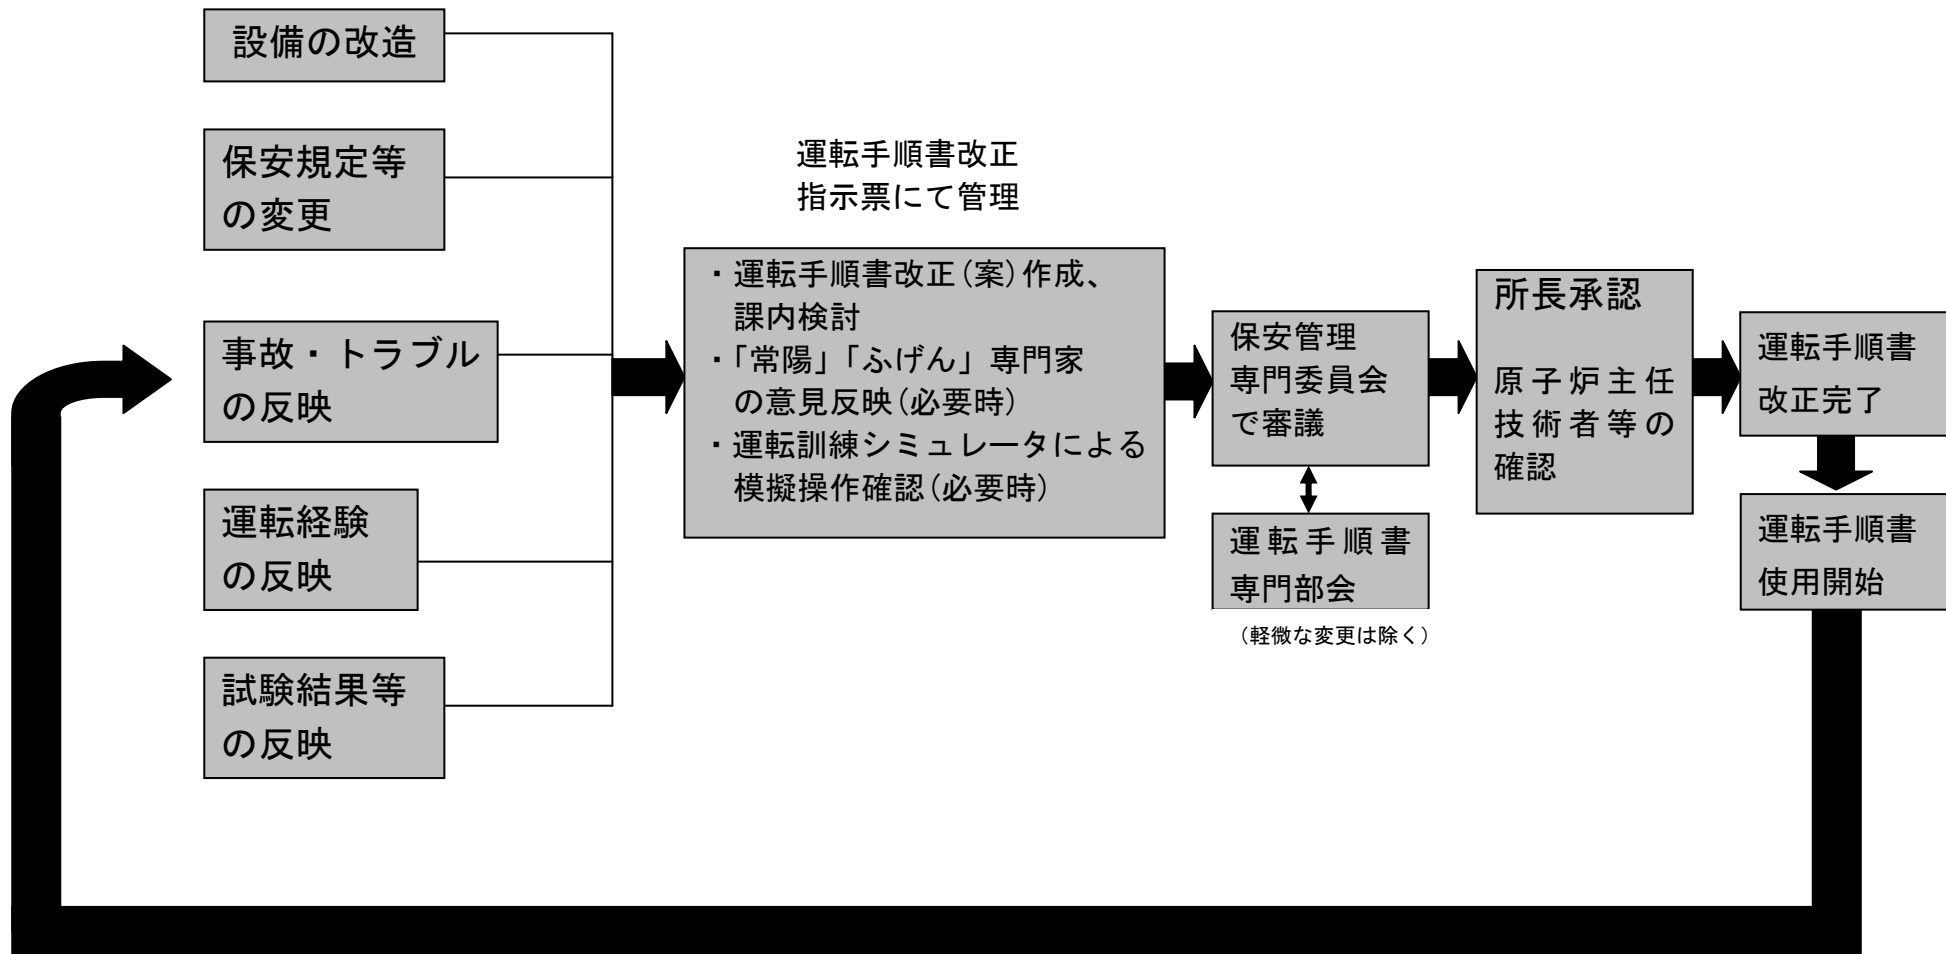 設備の改造
保安規定等
の変更
事故・トラブル
の反映
運転経験
の反映
試験結果等
の反映
運転手順書改正
指示票にて管理
・運転手順書改正(案)作成、
課内検討
・「常陽」「ふげん」専門家
の意見反映(必要時)
・運転訓練シミュレータによる
模擬操作確認(必要時)
保安管理
専門委員会
で審議
運転手順書
専門部会
（軽微な変更は除く）
所長承認
原子炉主任
技術者等の
確認
運転手順書
改正完了
運転手順書
使用開始